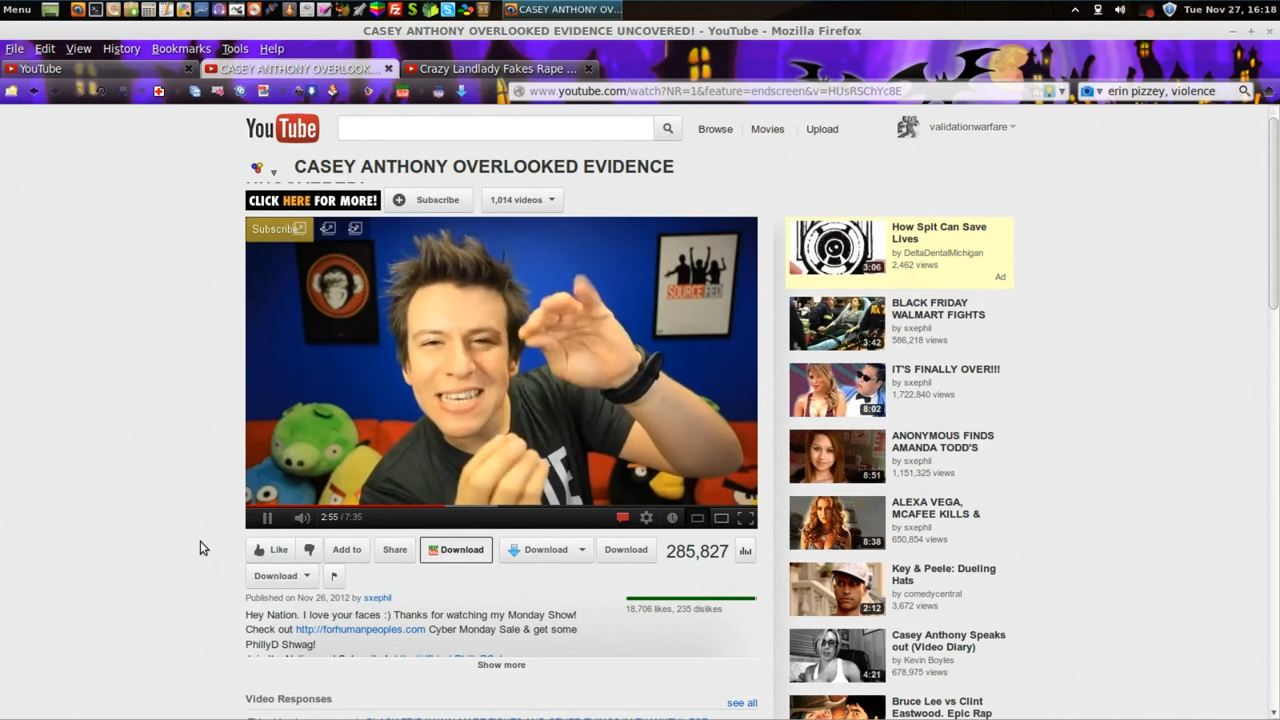 Menu
CASEY ANTHONY OV...
Tue Nov 27, 16:18
CASEY ANTHONY OVERLOOKED EVIDENCE UNCOVERED! - YouTube - Mozilla Firefox
File Edit View History Bookmarks Tools Help
YouTube
CASEY ANTHONY OVERLOOK...
Crazy Landlady Fakes Rape ...
www.youtube.com/watch?NR=1&feature=endscreen&v=HUsRSChYc8E
erin pizzey, violence
YouTube
Browse Movies Upload
validationwarfare
CASEY ANTHONY OVERLOOKED EVIDENCE
CLICK HERE FOR MORE!
Subscribe
1,014 videos
Subscribe
SOURCEFED
2:55 / 7:35
Like
Add to
Share
Download
Download
Download
285,827
Download
Published on Nov 26, 2012 by sxephil
18,706 likes, 235 dislikes
Hey Nation. I love your faces :) Thanks for watching my Monday Show!
Check out http://forhumanpeoples.com Cyber Monday Sale & get some
PhillyD Shwag!
Show more
Video Responses
see all
How Spit Can Save
Lives
by DeltaDentalMichigan
2,462 views
Ad
3:06
BLACK FRIDAY
WALMART FIGHTS
by sxephil
586,218 views
3:42
IT'S FINALLY OVER!!!
by sxephil
1,722,840 views
8:02
ANONYMOUS FINDS
AMANDA TODD'S
by sxephil
1,151,325 views
8:51
ALEXA VEGA,
MCAFEE KILLS &
by sxephil
650,854 views
8:38
Key & Peele: Dueling
Hats
by comedycentral
3,672 views
2:12
Casey Anthony Speaks
out (Video Diary)
by Kevin Boyles
678,975 views
4:21
Bruce Lee vs Clint
Eastwood. Epic Rap